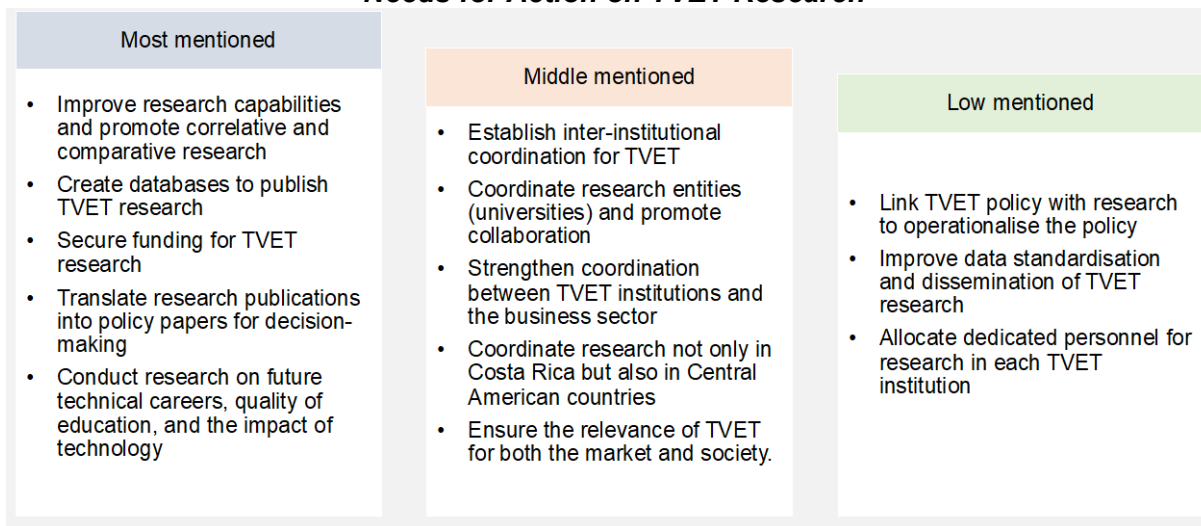 Needs for Action on TVET Research
Most mentioned
• Improve research capabilities
and promote correlative and
comparative research
• Create databases to publish
TVET research
• Secure funding for TVET
research
• Translate research publications
into policy papers for decision-
making
• Conduct research on future
technical careers, quality of
education, and the impact of
technology
Middle mentioned
• Establish inter-institutional
coordination for TVET
• Coordinate research entities
(universities) and promote
collaboration
• Strengthen coordination
between TVET institutions and
the business sector
• Coordinate research not only in
Costa Rica but also in Central
American countries
• Ensure the relevance of TVET
for both the market and society.
Low mentioned
• Link TVET policy with research
to operationalise the policy
• Improve data standardisation
and dissemination of TVET
research
• Allocate dedicated personnel for
research in each TVET
institution